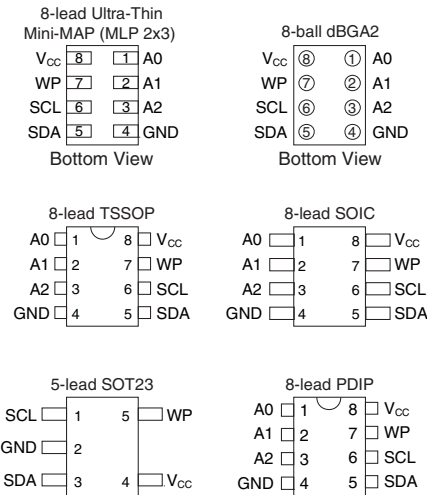 8-lead Ultra-Thin
Mini-MAP (MLP 2x3)
VCC 8 1 A0
WP 7 2 A1
SCL 6 3 A2
SDA 5 4 GND
Bottom View
8-ball dBGA2
VCC 8 1 A0
WP 7 2 A1
SCL 6 3 A2
SDA 5 4 GND
Bottom View
8-lead TSSOP
A0 1 8 VCC
A1 2 7 WP
A2 3 6 SCL
GND 4 5 SDA
8-lead SOIC
A0 1 8 VCC
A1 2 7 WP
A2 3 6 SCL
GND 4 5 SDA
5-lead SOT23
SCL 1 5 WP
GND 2
SDA 3 4 VCC
8-lead PDIP
A0 1 8 VCC
A1 2 7 WP
A2 3 6 SCL
GND 4 5 SDA